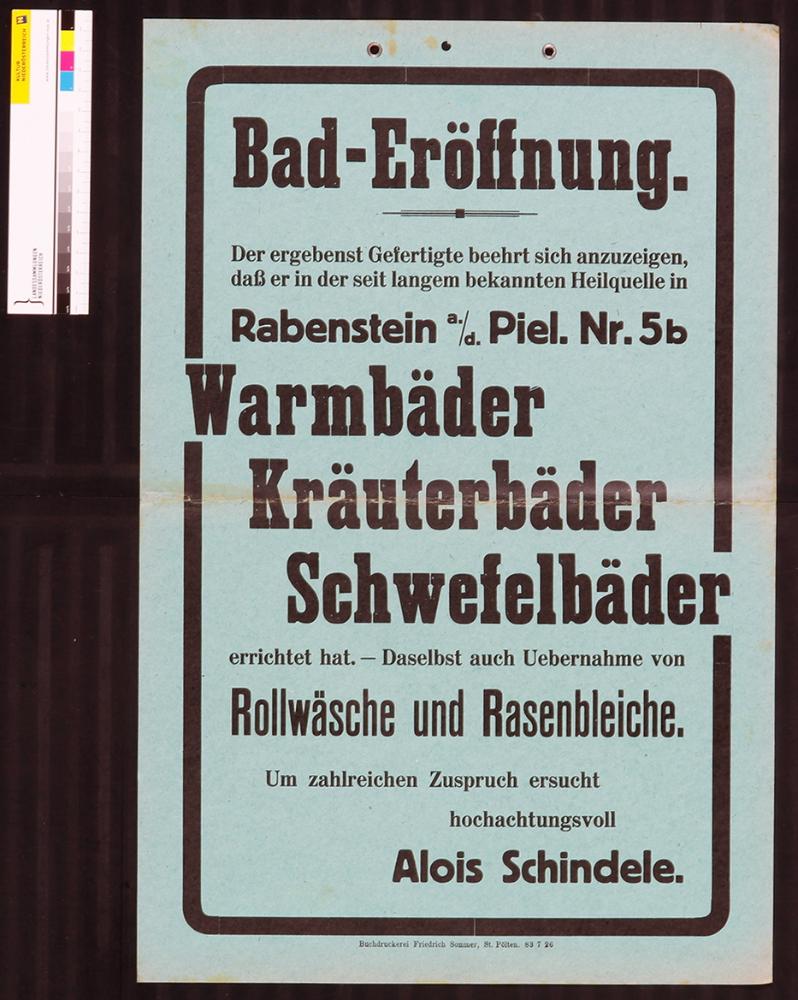 Bad-Eröffnung.
Der ergebenst Gefertigte beehrt sich anzuzeigen,
daß er in der seit langem bekannten Heilquelle in
Rabenstein a./d. Piel. Nr. 5b
Warmbäder
Kräuterbäder
Schwefelbäder
errichtet hat. — Daselbst auch Uebernahme von
Rollwäsche und Rasenbleiche.
Um zahlreichen Zuspruch ersucht
hochachtungsvoll
Alois Schindele.
Buchdruckerei Friedrich Sommer, St. Pölten. 83 7 26
KULTUR
NIEDERÖSTERREICH